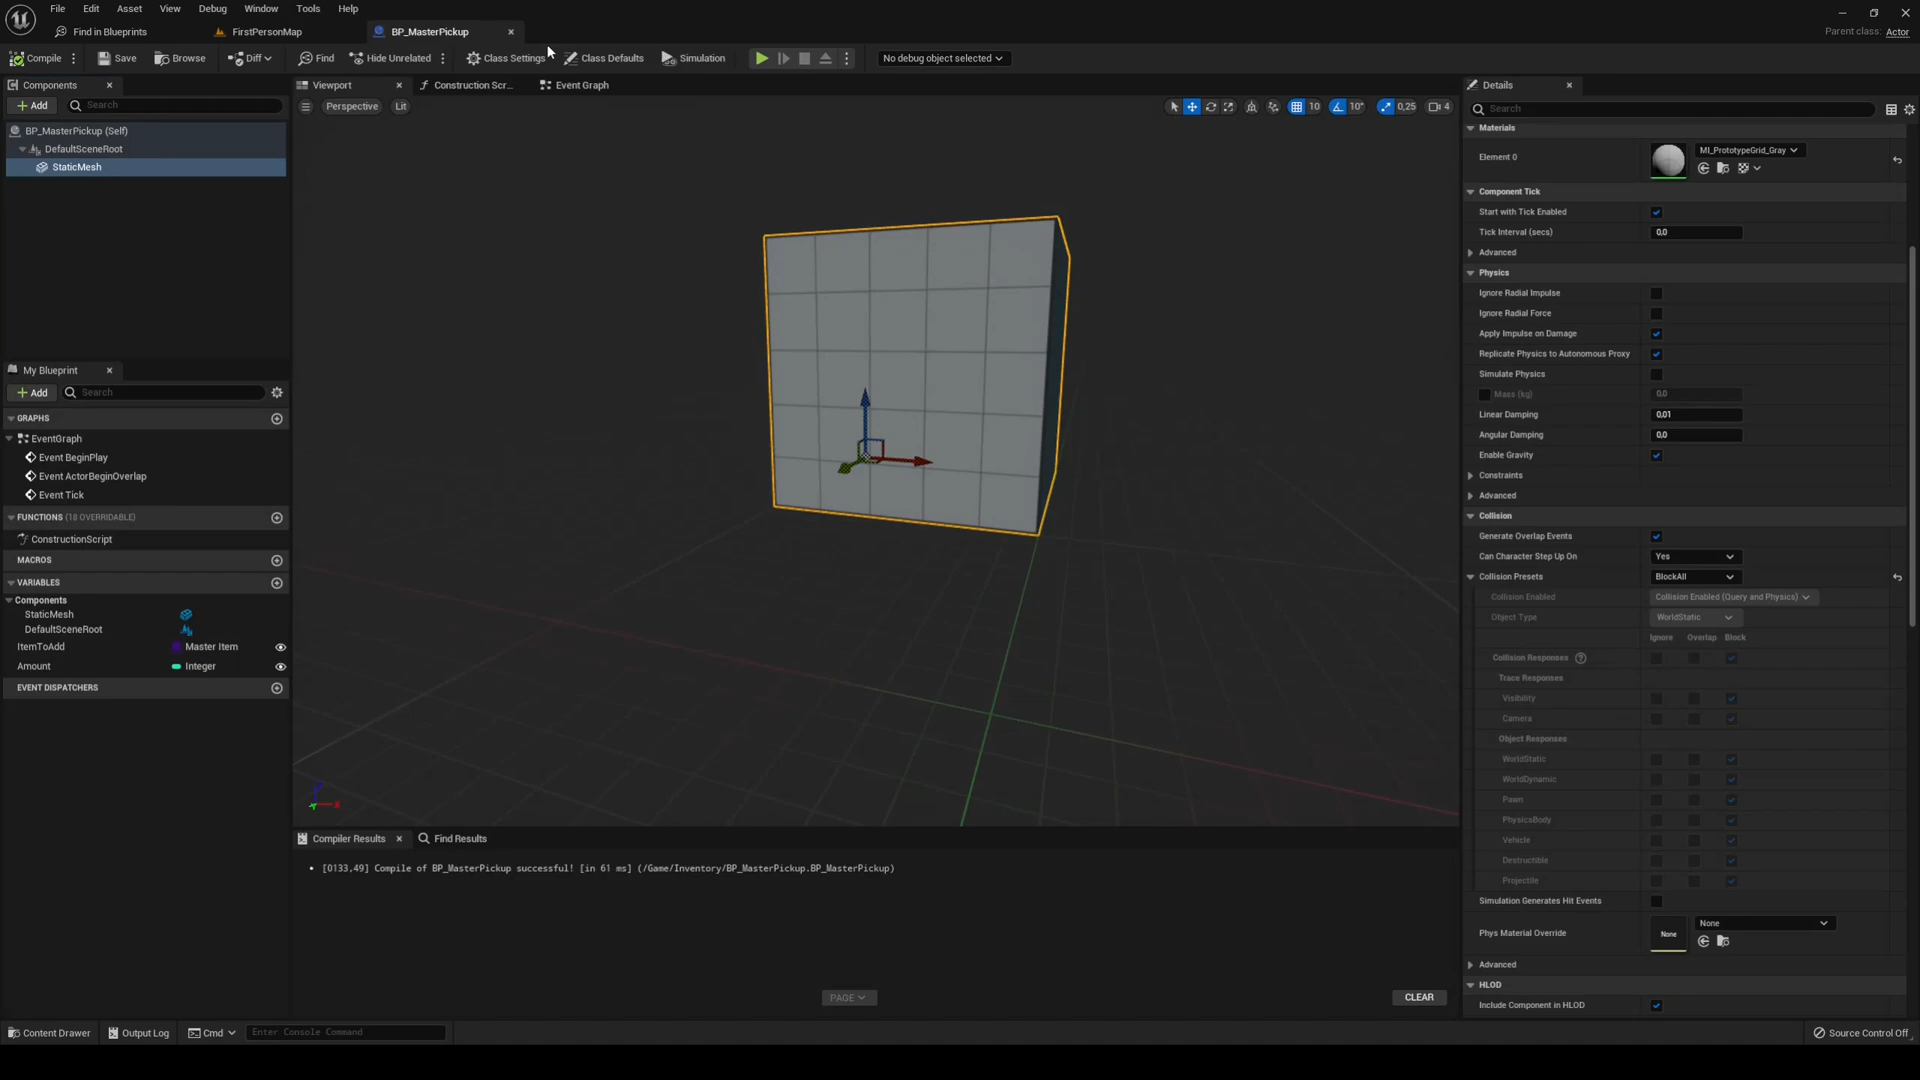 File Edit Asset View Debug Window Tools Help
Find in Blueprints FirstPersonMap BP_MasterPickup
Parent class: Actor
Compile Save Browse Diff Find Hide Unrelated Class Settings Class Defaults Simulation No debug object selected
Components
Add Search
BP_MasterPickup (Self)
DefaultSceneRoot
StaticMesh
My Blueprint
Add Search
GRAPHS
EventGraph
Event BeginPlay
Event ActorBeginOverlap
Event Tick
FUNCTIONS (18 OVERRIDABLE)
ConstructionScript
MACROS
VARIABLES
Components
StaticMesh
DefaultSceneRoot
ItemToAdd Master Item
Amount Integer
EVENT DISPATCHERS
Viewport Construction Scr... Event Graph
Perspective Lit 10 10° 0,25 4
Compiler Results Find Results
[0133,49] Compile of BP_MasterPickup successful! [in 61 ms] (/Game/Inventory/BP_MasterPickup.BP_MasterPickup)
PAGE CLEAR
Details
Search
Materials
Element 0 MI_PrototypeGrid_Gray
Component Tick
Start with Tick Enabled
Tick Interval (secs) 0,0
Advanced
Physics
Ignore Radial Impulse
Ignore Radial Force
Apply Impulse on Damage
Replicate Physics to Autonomous Proxy
Simulate Physics
Mass (kg) 0,0
Linear Damping 0,01
Angular Damping 0,0
Enable Gravity
Constraints
Advanced
Collision
Generate Overlap Events
Can Character Step Up On Yes
Collision Presets BlockAll
Collision Enabled Collision Enabled (Query and Physics)
Object Type WorldStatic
Ignore Overlap Block
Collision Responses ?
Trace Responses
Visibility
Camera
Object Responses
WorldStatic
WorldDynamic
Pawn
PhysicsBody
Vehicle
Destructible
Projectile
Simulation Generates Hit Events
Phys Material Override None None
Advanced
HLOD
Include Component in HLOD
Content Drawer Output Log Cmd Enter Console Command Source Control Off